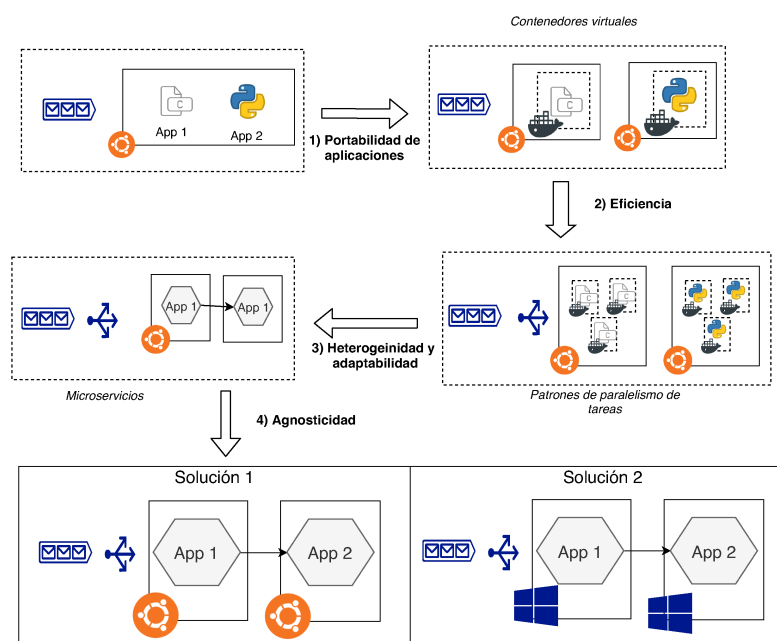 Contenedores virtuales
C
App 1
App 2
1) Portabilidad de
aplicaciones
C
2) Eficiencia
App 1
App 1
C
C
C
3) Heterogeinidad y
adaptabilidad
Microservicios
Patrones de paralelismo de
tareas
4) Agnosticidad
Solución 1
App 1
App 2
Solución 2
App 1
App 2